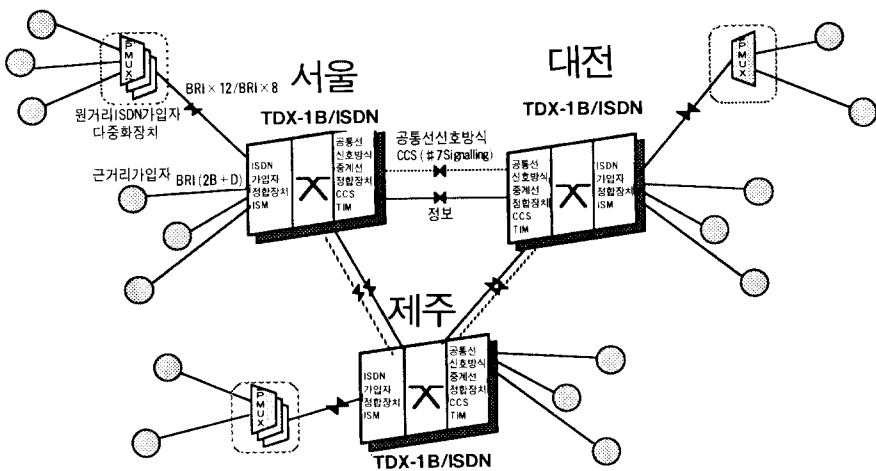 서울
대전
제주
TDX-1B/ISDN
TDX-1B/ISDN
TDX-1B/ISDN
PMUX
BRI×12/BRI×8
원거리ISDN가입자
다중화장치
근거리가입자
BRI (2B+D)
ISDN
가입자
정합장치
ISM
공통선
신호방식
중계선
정합장치
CCS
TIM
공통선신호방식
CCS (#7Signalling)
정보
공통선
신호방식
중계선
정합장치
CCS
TIM
ISDN
가입자
정합장치
ISM
PMUX
PMUX
ISDN
가입자
정합장치
ISM
공통선
신호방식
중계선
정합장치
CCS
TIM